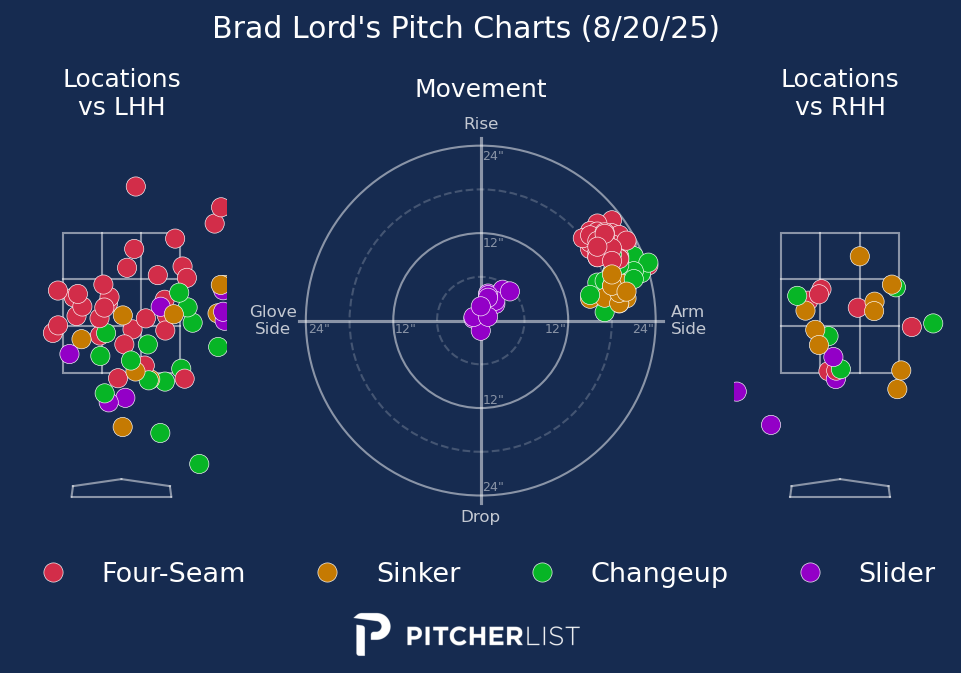 Brad Lord's Pitch Charts (8/20/25)
Locations
vs LHH
Movement
Locations
vs RHH
Rise
24"
12"
Glove
Side
24"
12"
12"
24"
Arm
Side
12"
24"
Drop
Four-Seam
Sinker
Changeup
Slider
PITCHERLIST